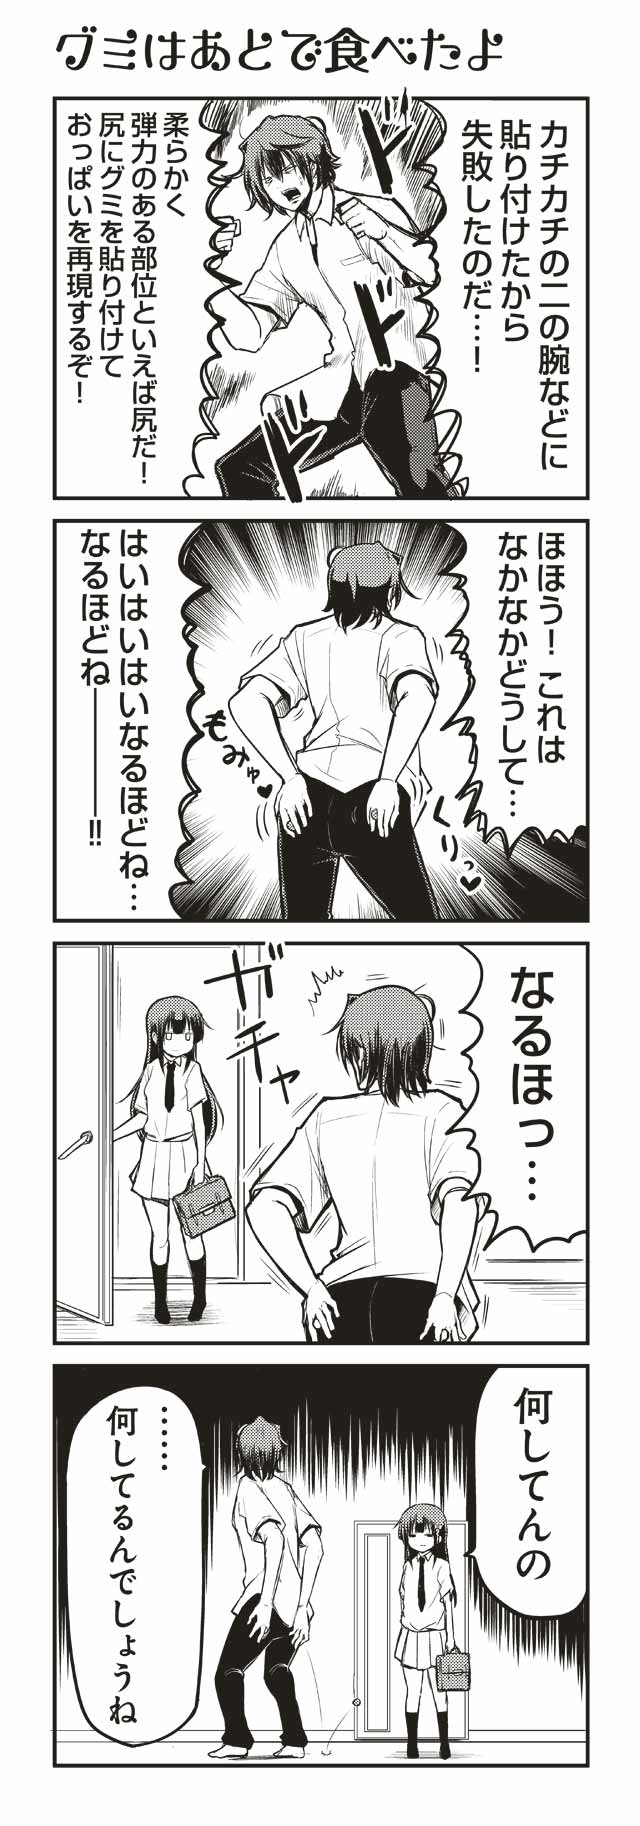 グミはあとで食べたよ
カチカチの二の腕などに
貼り付けたから
失敗したのだ…！
ドド
ドド
柔らかく
弾力のある部位といえば尻だ！
尻にグミを貼り付けて
おっぱいを再現するぞ！
ほほう！これは
なかなかどうして…
くりっ♥
もみゅ♥
はいはいはいなるほどね…
なるほどね――――!!
なるほっ…
ガチャ
何してんの
……
何してるんでしょうね